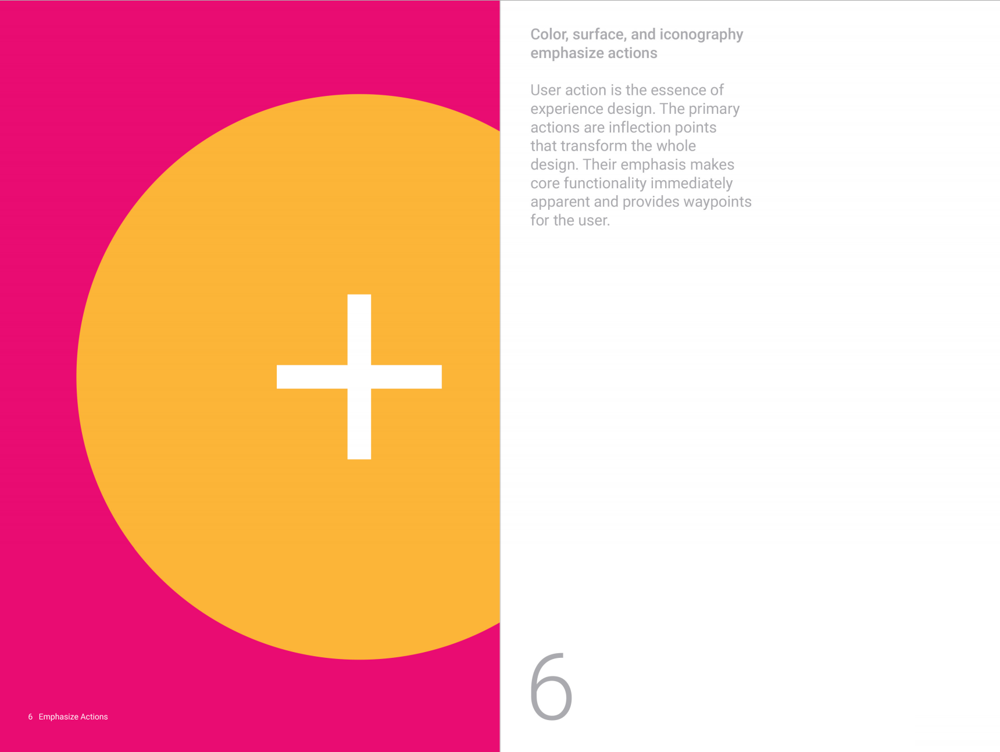 Color, surface, and iconography
emphasize actions
User action is the essence of
experience design. The primary
actions are inflection points
that transform the whole
design. Their emphasis makes
core functionality immediately
apparent and provides waypoints
for the user.
6
6 Emphasize Actions